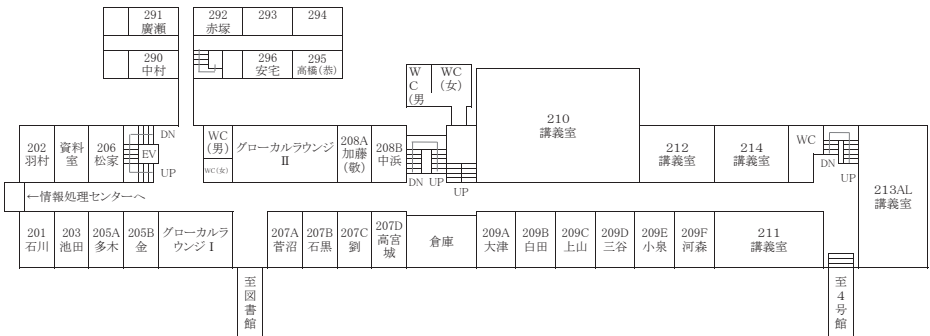 291
廣瀬
292
赤塚
293
294
290
中村
296
安宅
295
高橋(恭)
W
C
(男
WC
(女)
210
講義室
202
羽村
資料
室
206
松家
DN
EV
UP
WC
(男)
WC(女)
グローカルラウンジ
Ⅱ
208A
加藤
(敬)
208B
中浜
DN
UP
UP
212
講義室
214
講義室
WC
DN
UP
213AL
講義室
←情報処理センターへ
201
石川
203
池田
205A
多木
205B
金
グローカルラ
ウンジⅠ
207A
菅沼
207B
石黒
207C
劉
207D
高宮
城
倉庫
209A
大津
209B
白田
209C
上山
209D
三谷
209E
小泉
209F
河森
211
講義室
至
図
書
館
至
4
号
館